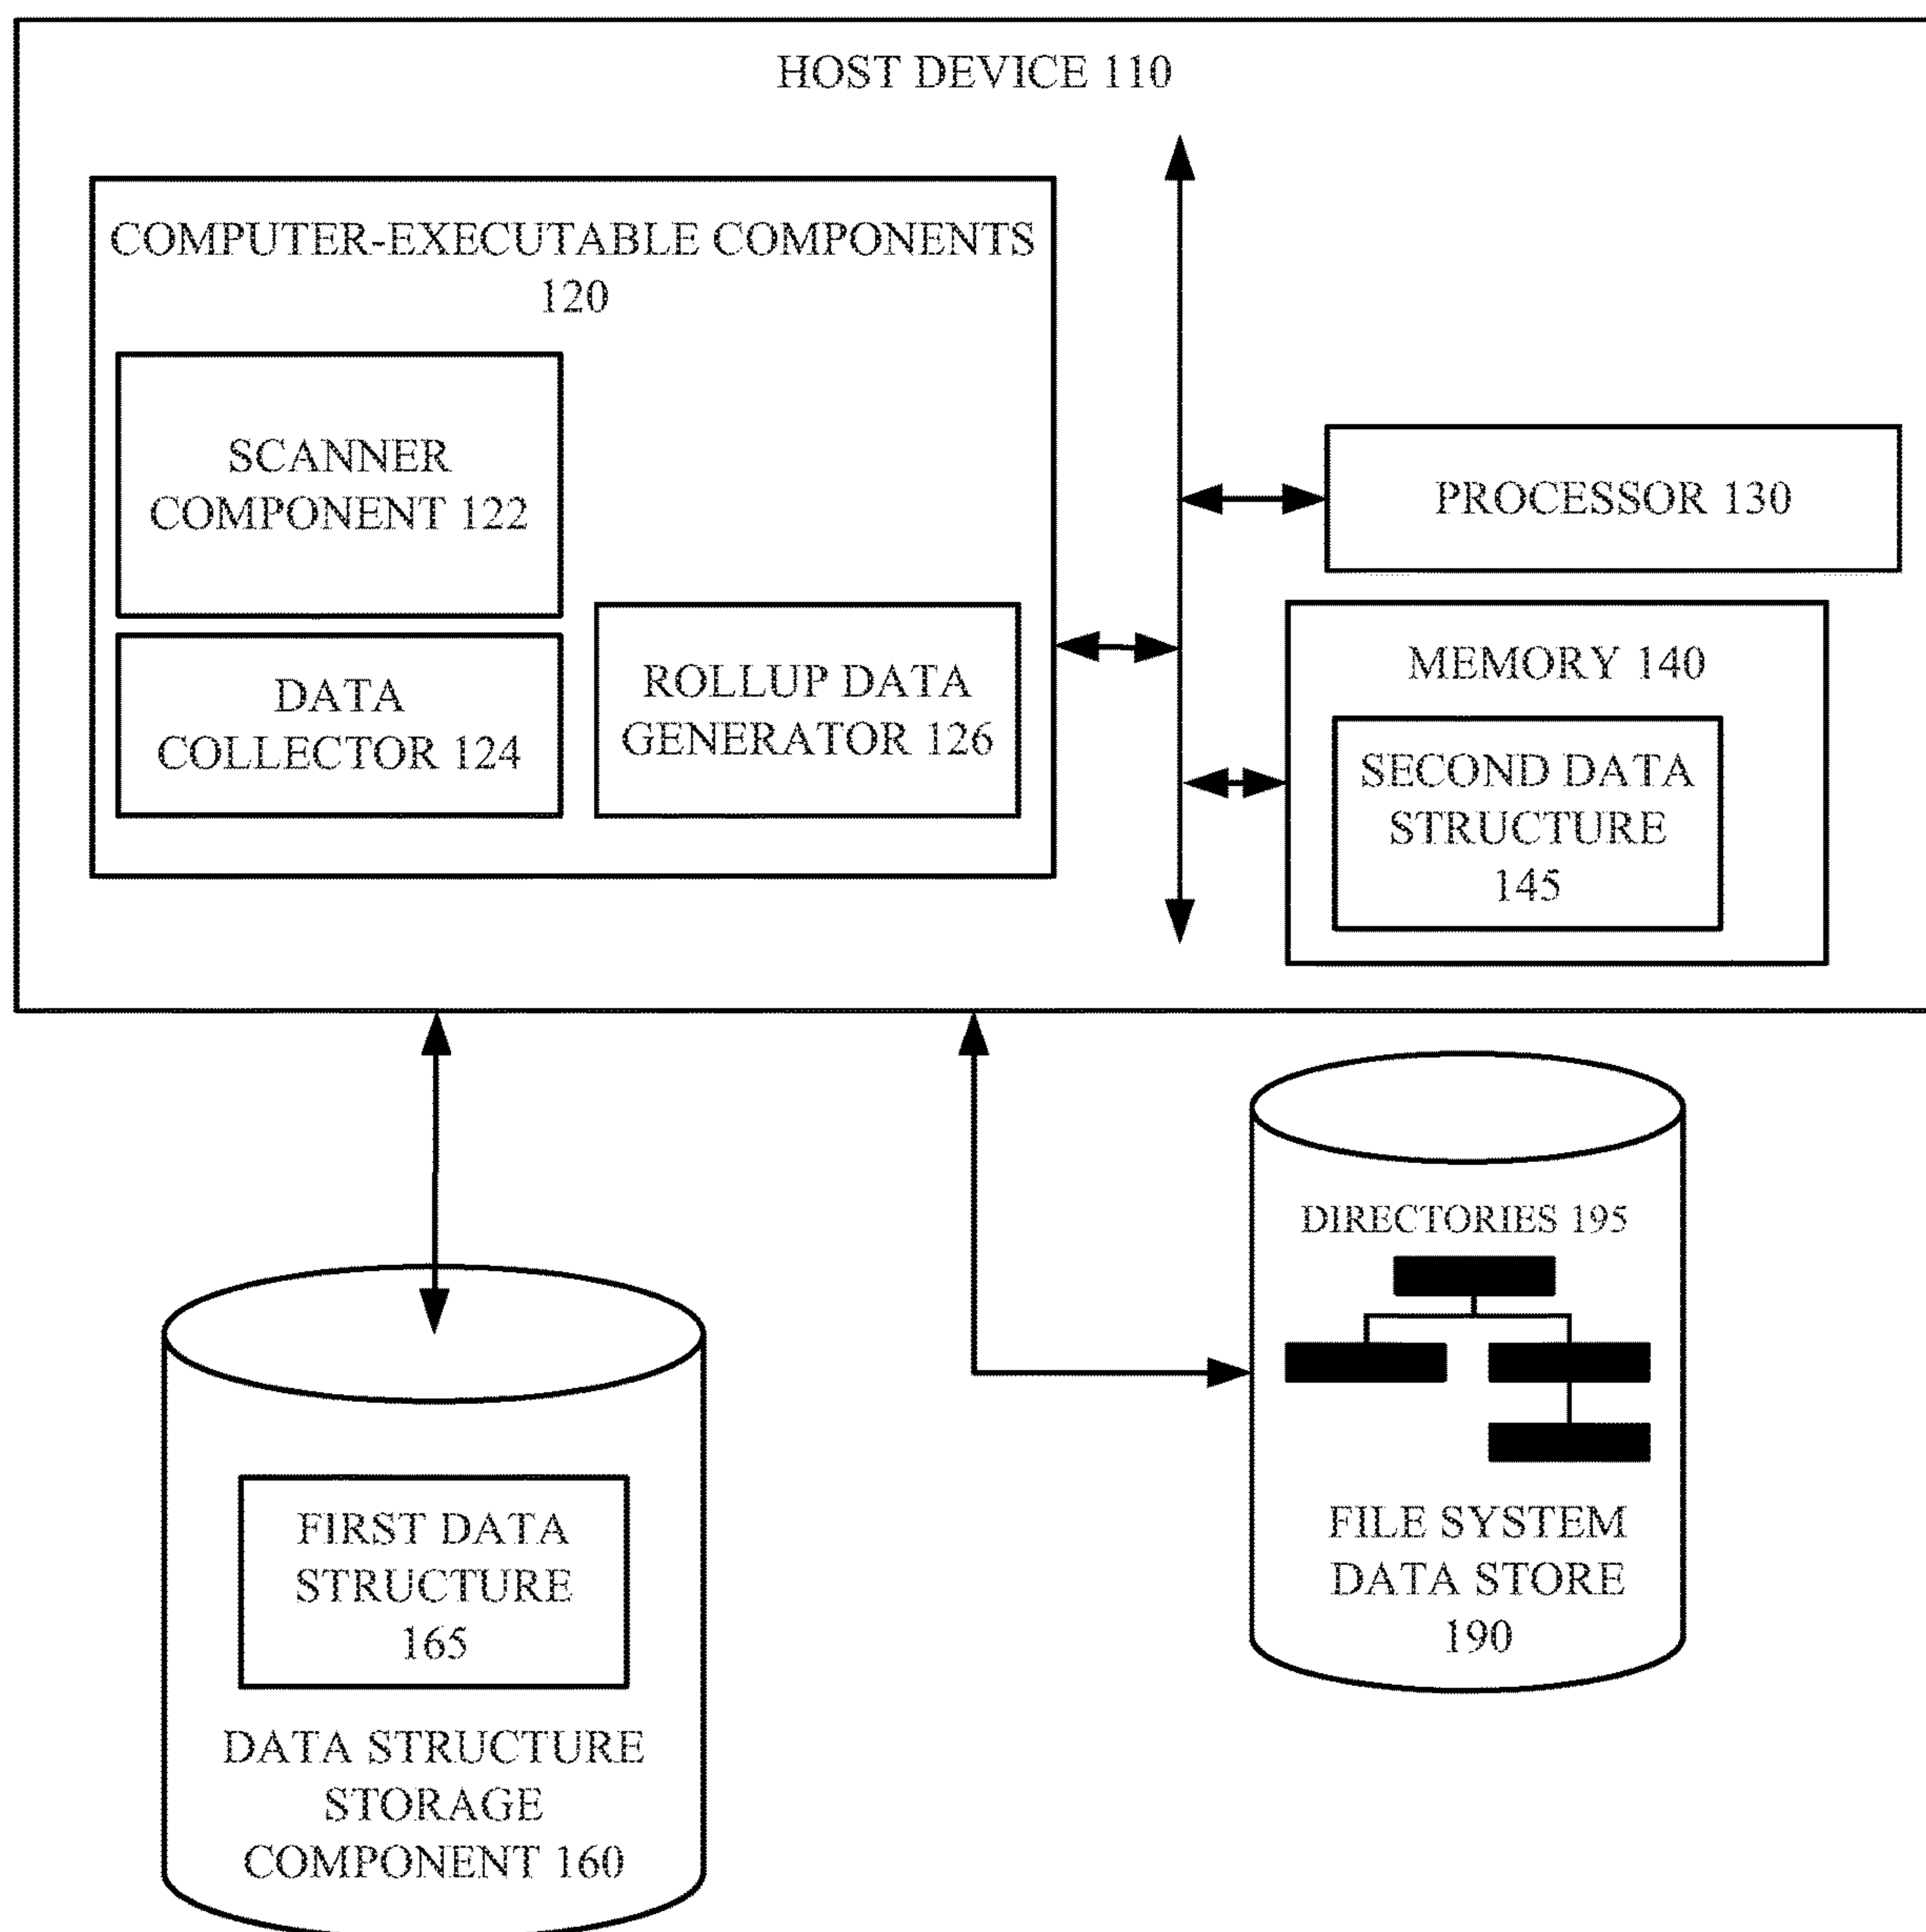 HOST DEVICE 110
COMPUTER-EXECUTABLE COMPONENTS
120
SCANNER
COMPONENT 122
DATA
COLLECTOR 124
ROLLUP DATA
GENERATOR 126
PROCESSOR 130
MEMORY 140
SECOND DATA
STRUCTURE
145
DIRECTORIES 195
FILE SYSTEM
DATA STORE
190
FIRST DATA
STRUCTURE
165
DATA STRUCTURE
STORAGE
COMPONENT 160